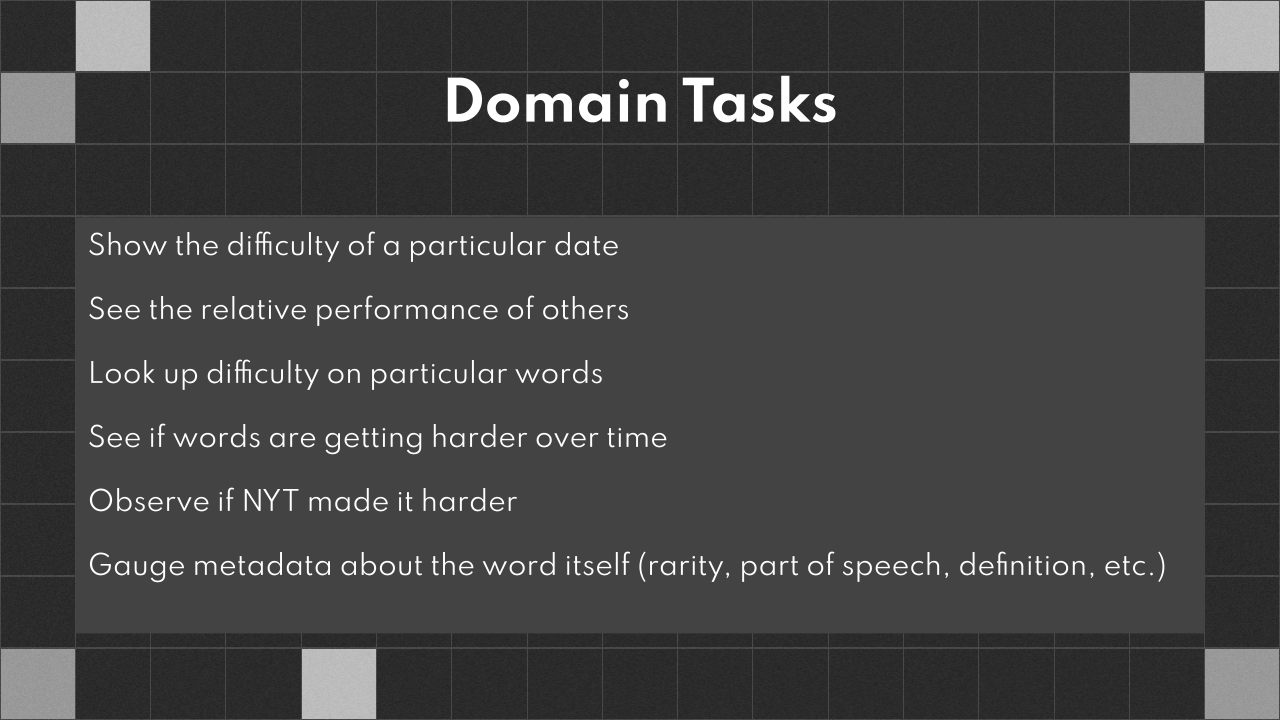 Domain Tasks
Show the difficulty of a particular date
See the relative performance of others
Look up difficulty on particular words
See if words are getting harder over time
Observe if NYT made it harder
Gauge metadata about the word itself (rarity, part of speech, definition, etc.)